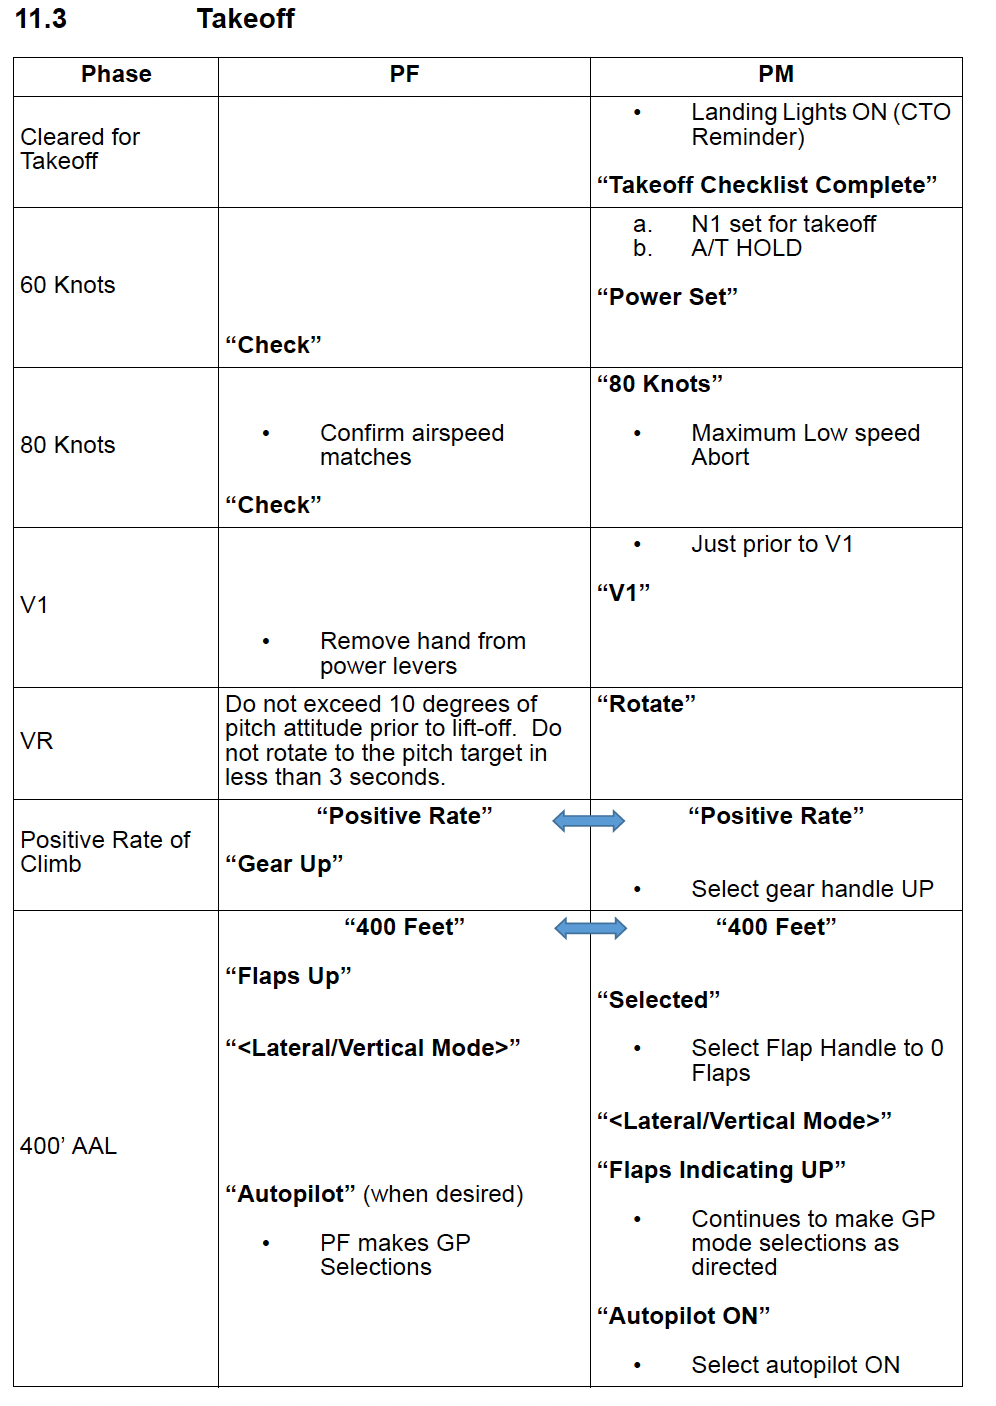 11.3 Takeoff
Phase PF PM
Cleared for
Takeoff
• Landing Lights ON (CTO
Reminder)
“Takeoff Checklist Complete”
60 Knots
“Check”
a. N1 set for takeoff
b. A/T HOLD
“Power Set”
80 Knots
• Confirm airspeed
matches
“Check”
“80 Knots”
• Maximum Low speed
Abort
V1
• Remove hand from
power levers
• Just prior to V1
“V1”
VR
Do not exceed 10 degrees of
pitch attitude prior to lift-off. Do
not rotate to the pitch target in
less than 3 seconds.
“Rotate”
Positive Rate of
Climb
“Positive Rate”
“Gear Up”
“Positive Rate”
• Select gear handle UP
400’ AAL
“400 Feet”
“Flaps Up”
“<Lateral/Vertical Mode>”
“Autopilot” (when desired)
• PF makes GP
Selections
“400 Feet”
“Selected”
• Select Flap Handle to 0
Flaps
“<Lateral/Vertical Mode>”
“Flaps Indicating UP”
• Continues to make GP
mode selections as
directed
“Autopilot ON”
• Select autopilot ON